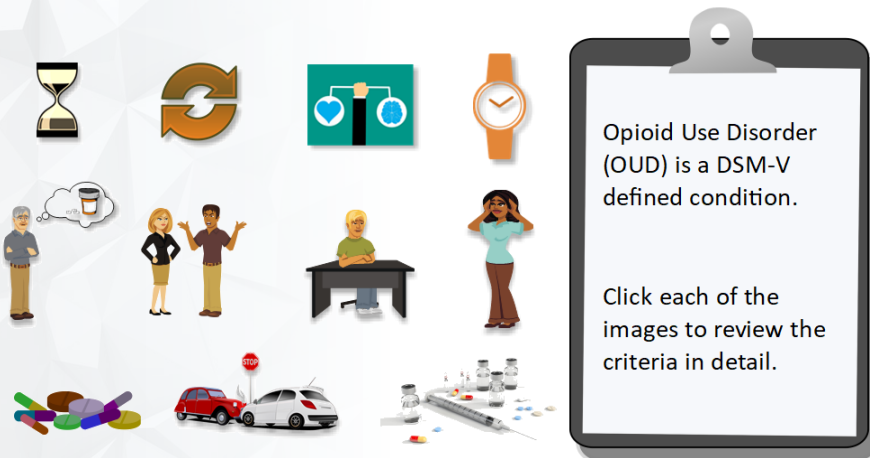 STOP
Opioid Use Disorder
(OUD) is a DSM-V
defined condition.
Click each of the
images to review the
criteria in detail.